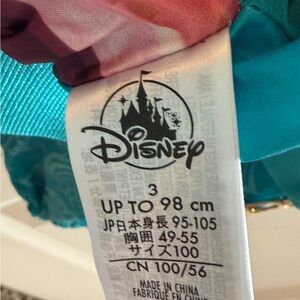 Disney
3
UP TO 98 cm
JP日本身長 95-105
胸囲 49-55
サイズ100
CN 100/56
MADE IN CHINA
FABRIQUÉ EN CHINE